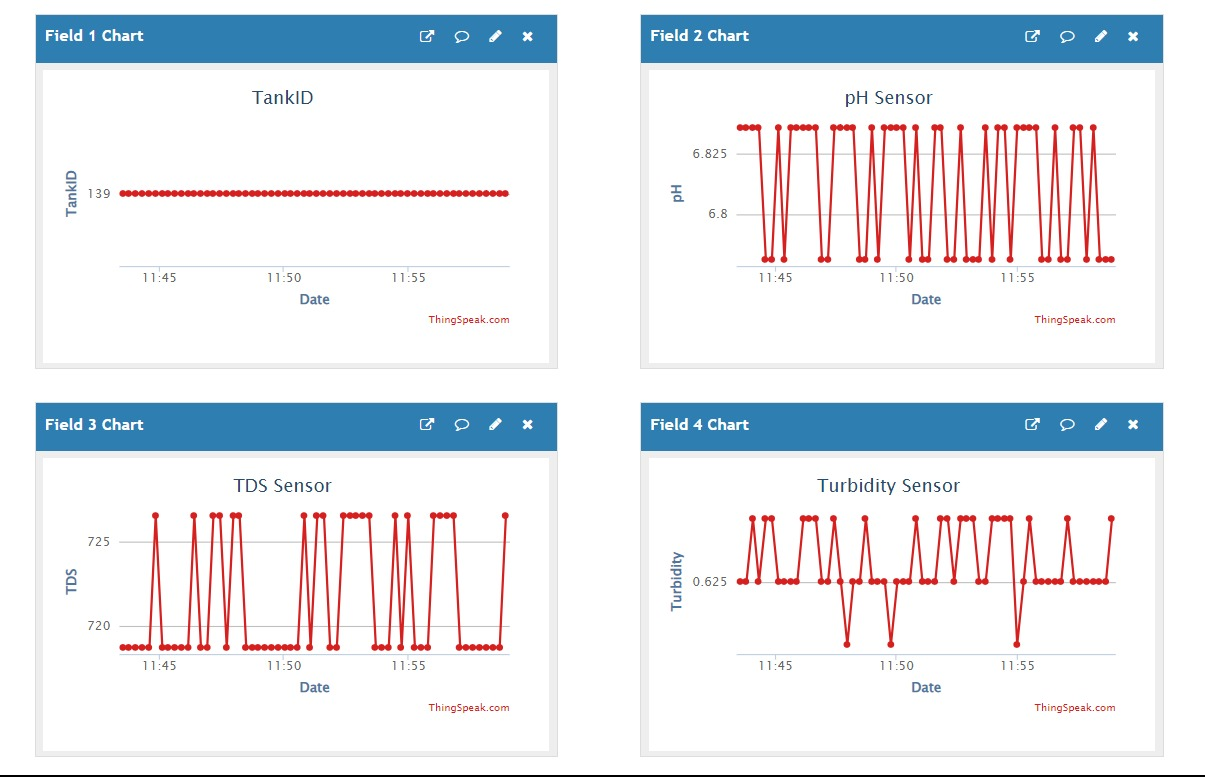 Field 1 Chart
TankID
TankID
139
11:45 11:50 11:55
Date
ThingSpeak.com
Field 2 Chart
pH Sensor
pH
6.825
6.8
11:45 11:50 11:55
Date
ThingSpeak.com
Field 3 Chart
TDS Sensor
TDS
725
720
11:45 11:50 11:55
Date
ThingSpeak.com
Field 4 Chart
Turbidity Sensor
Turbidity
0.625
11:45 11:50 11:55
Date
ThingSpeak.com